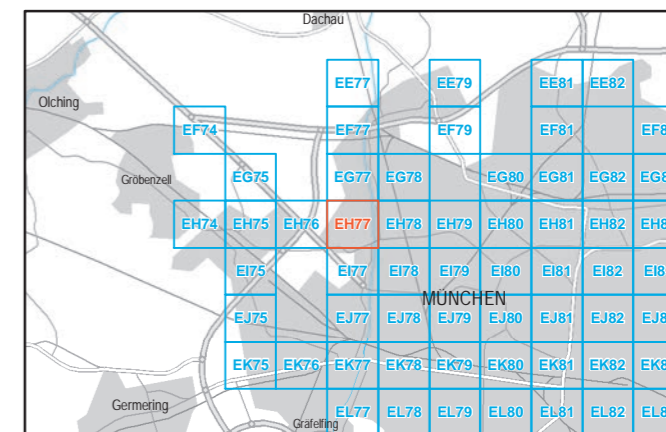 Dachau
EE77 EE79 EE81 EE82
Olching
EF74 EF77 EF79 EF81 EF8
Gröbenzell EG75 EG77 EG78 EG80 EG81 EG82 EG8
EH74 EH75 EH76 EH77 EH78 EH79 EH80 EH81 EH82 EH8
EI75 EI77 EI78 EI79 EI80 EI81 EI82 EI8
MÜNCHEN
EJ75 EJ77 EJ78 EJ79 EJ80 EJ81 EJ82 EJ8
EK75 EK76 EK77 EK78 EK79 EK80 EK81 EK82 EK8
Germering EL77 EL78 EL79 EL80 EL81 EL82 EL8
Gräfelfing